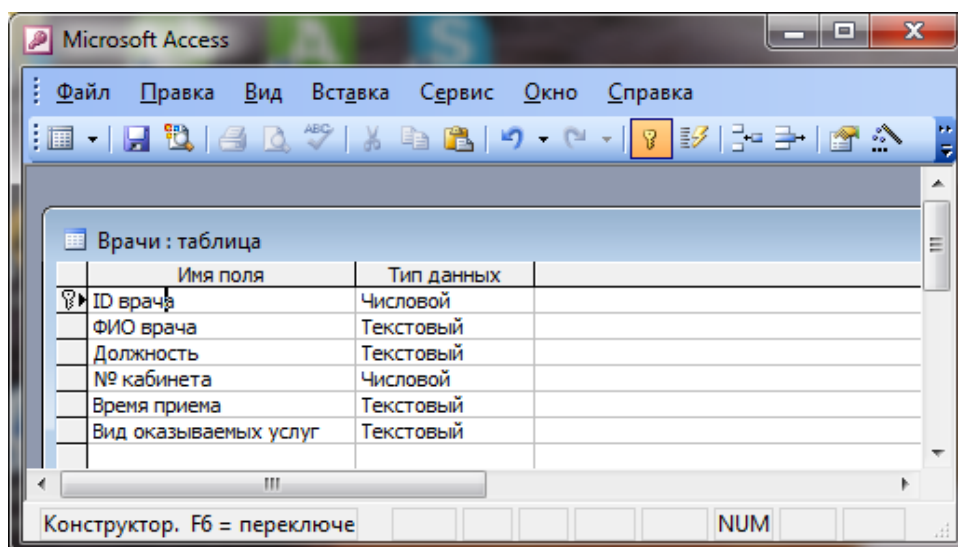 Microsoft Access
Файл Правка Вид Вставка Сервис Окно Справка
ABC
Врачи : таблица
Имя поля Тип данных
ID врача Числовой
ФИО врача Текстовый
Должность Текстовый
№ кабинета Числовой
Время приема Текстовый
Вид оказываемых услуг Текстовый
Конструктор. F6 = переключе NUM